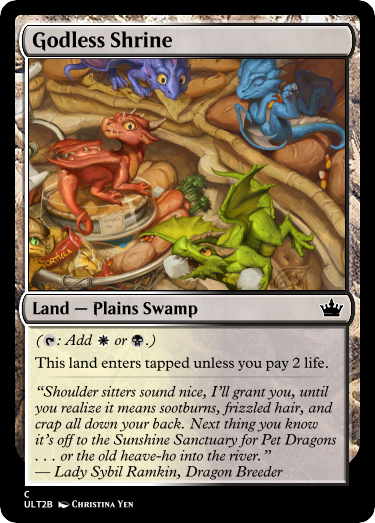 Godless Shrine
Land — Plains Swamp
(: Add or .)
This land enters tapped unless you pay 2 life.
“Shoulder sitters sound nice, I’ll grant you, until
you realize it means sootburns, frizzled hair, and
crap all down your back. Next thing you know
it’s off to the Sunshine Sanctuary for Pet Dragons
. . . or the old heave-ho into the river.”
— Lady Sybil Ramkin, Dragon Breeder
C
ULT2B Christina Yen